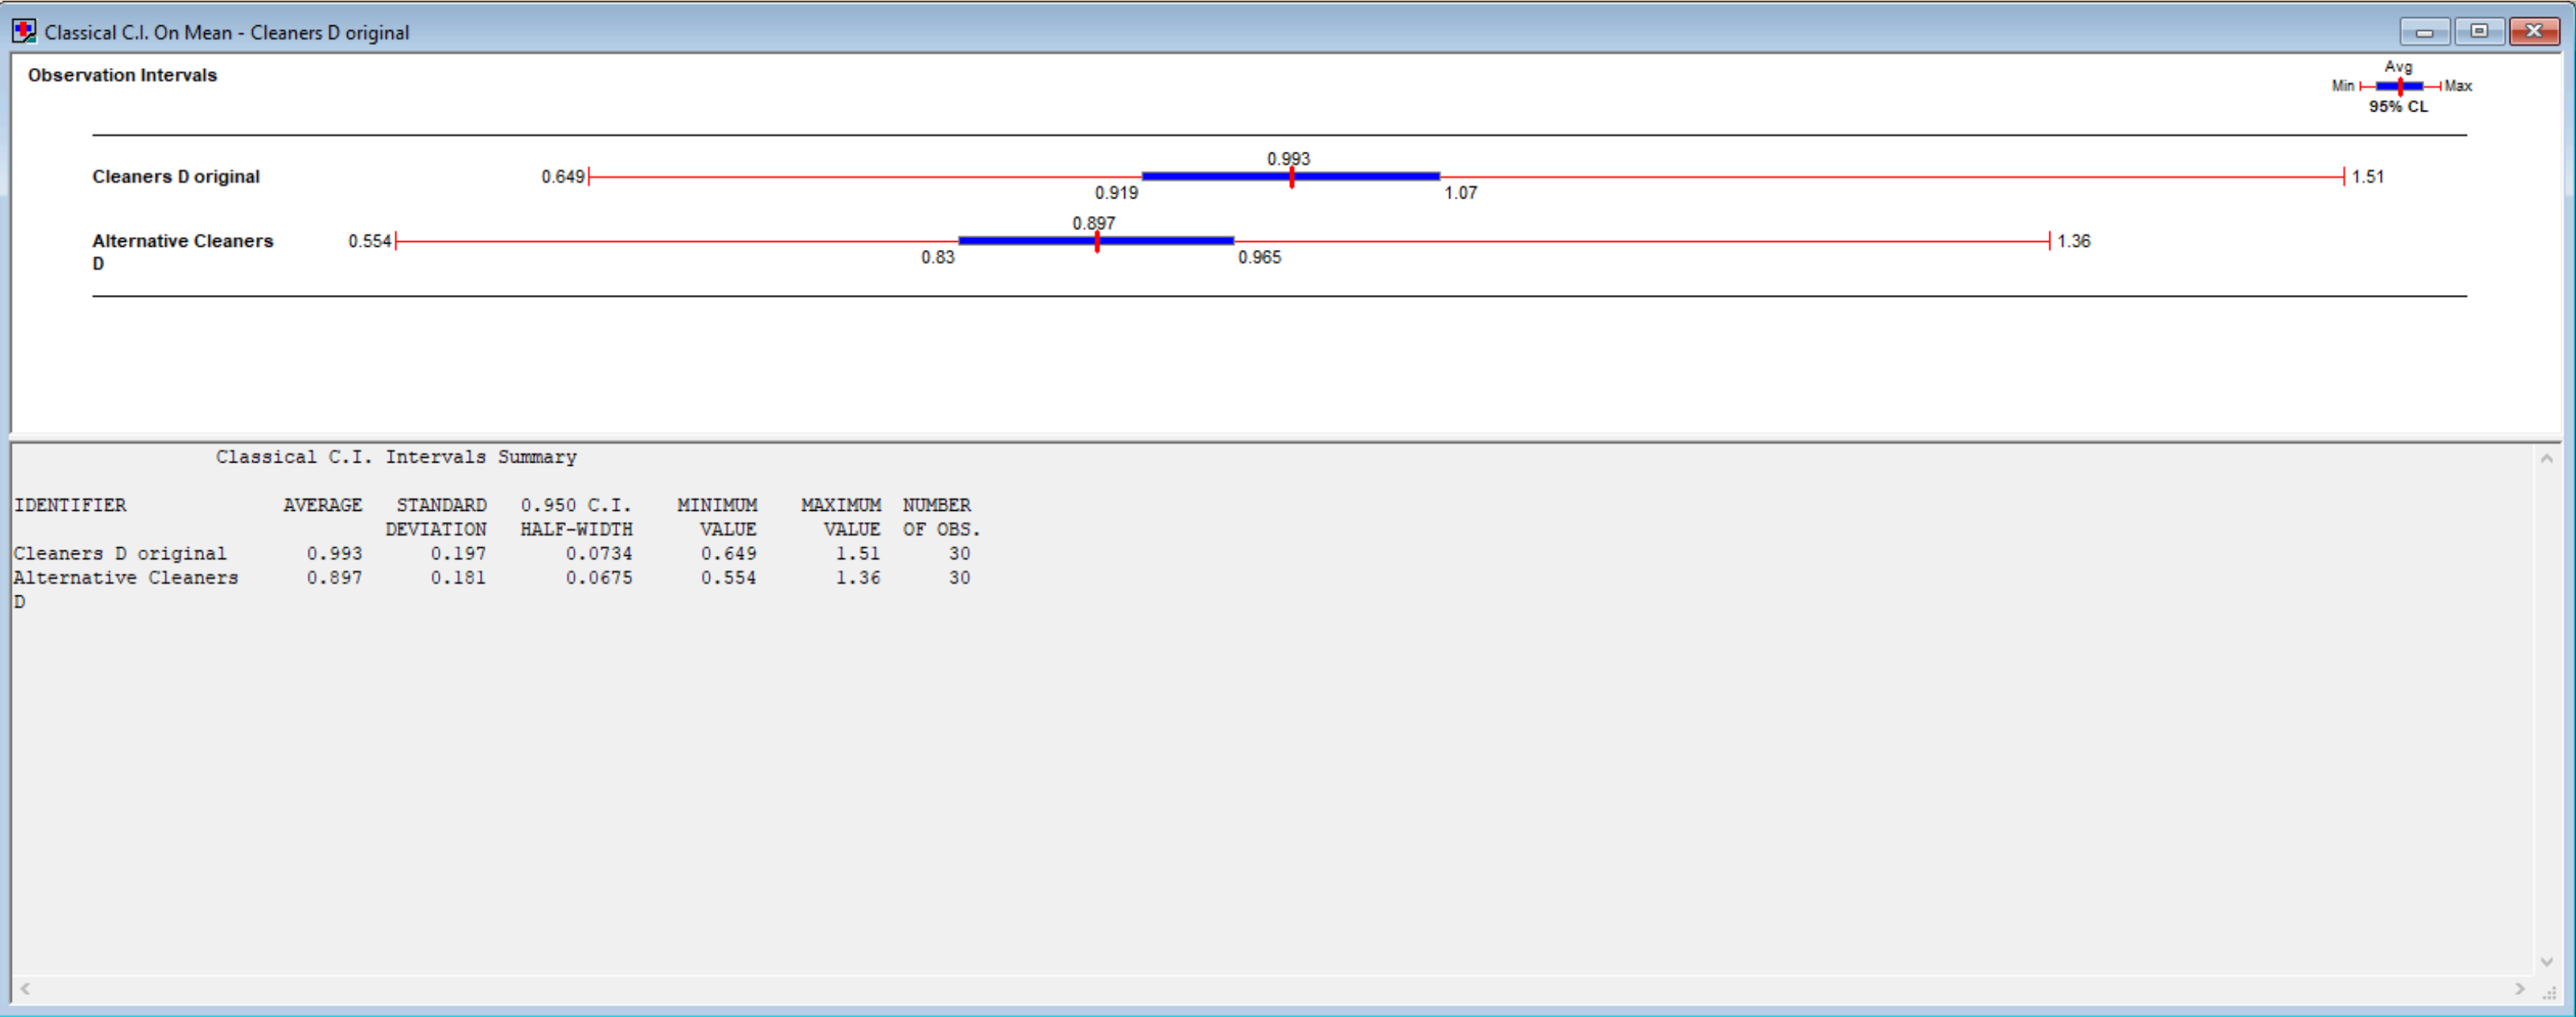 Classical C.I. On Mean - Cleaners D original
Observation Intervals
Avg
Min Max
95% CL
0.993
Cleaners D original 0.649 1.51
0.919 1.07
0.897
Alternative Cleaners 0.554 1.36
D
0.83 0.965
Classical C.I. Intervals Summary
IDENTIFIER AVERAGE STANDARD 0.950 C.I. MINIMUM MAXIMUM NUMBER
DEVIATION HALF-WIDTH VALUE VALUE OF OBS.
Cleaners D original 0.993 0.197 0.0734 0.649 1.51 30
Alternative Cleaners 0.897 0.181 0.0675 0.554 1.36 30
D